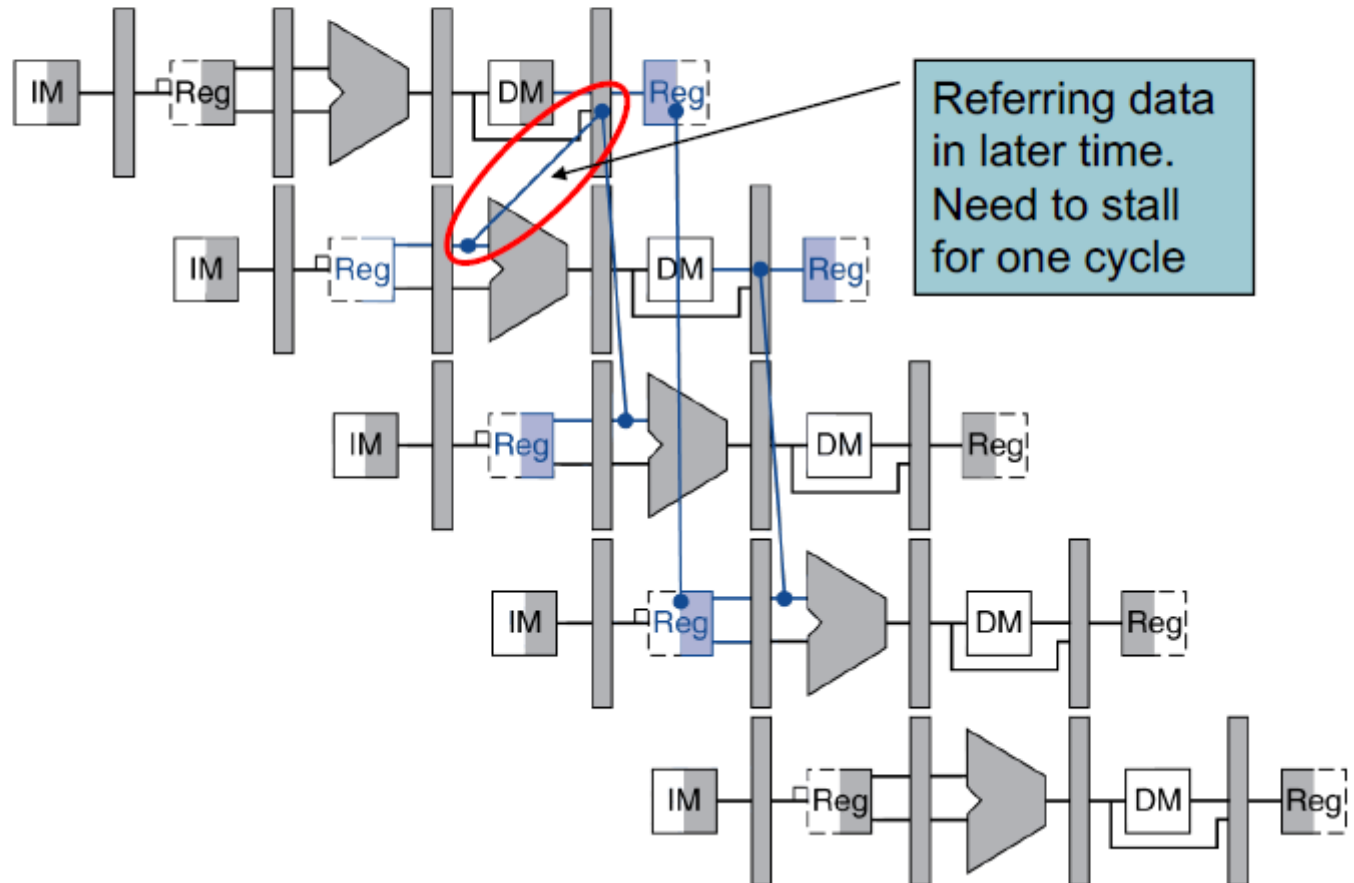 IM
Reg
DM
Reg
Referring data
in later time.
Need to stall
for one cycle
IM
Reg
DM
Reg
IM
Reg
DM
Reg
IM
Reg
DM
Reg
IM
Reg
DM
Reg